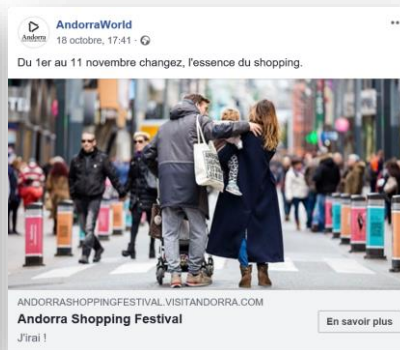 Andorra
AndorraWorld
18 octobre, 17:41 ·
Du 1er au 11 novembre changez, l'essence du shopping.
ANDORRASHOPPINGFESTIVAL.VISITANDORRA.COM
Andorra Shopping Festival
En savoir plus
J'irai !